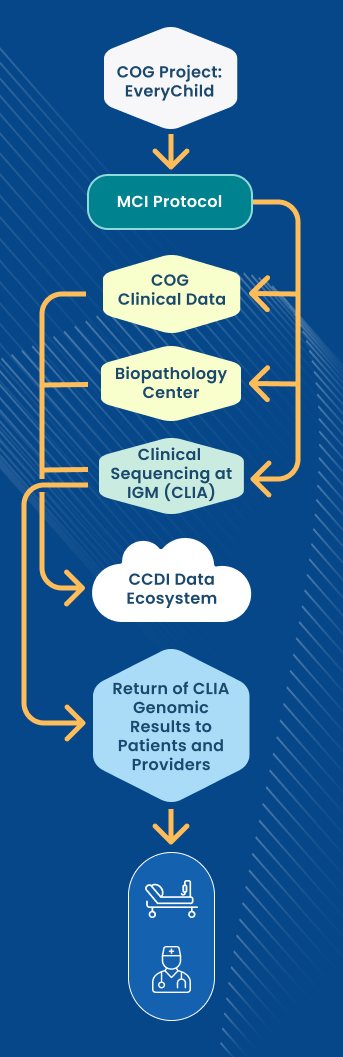 COG Project:
EveryChild
MCI Protocol
COG
Clinical Data
Biopathology
Center
Clinical
Sequencing at
IGM (CLIA)
CCDI Data
Ecosystem
Return of CLIA
Genomic
Results to
Patients and
Providers